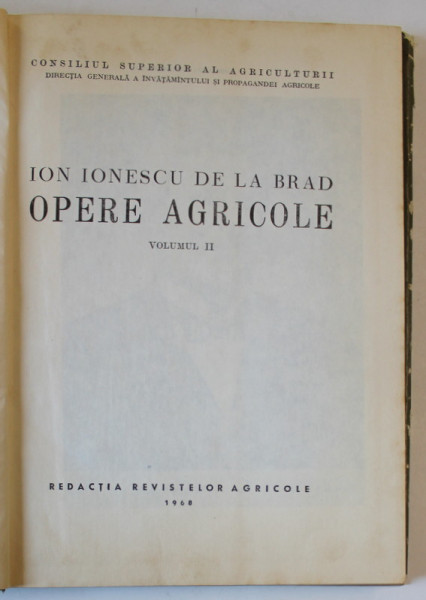 CONSILIUL SUPERIOR AL AGRICULTURII
DIRECȚIA GENERALĂ A ÎNVĂȚĂMÎNTULUI ȘI PROPAGANDEI AGRICOLE
ION IONESCU DE LA BRAD
OPERE AGRICOLE
VOLUMUL II
REDACȚIA REVISTELOR AGRICOLE
1968